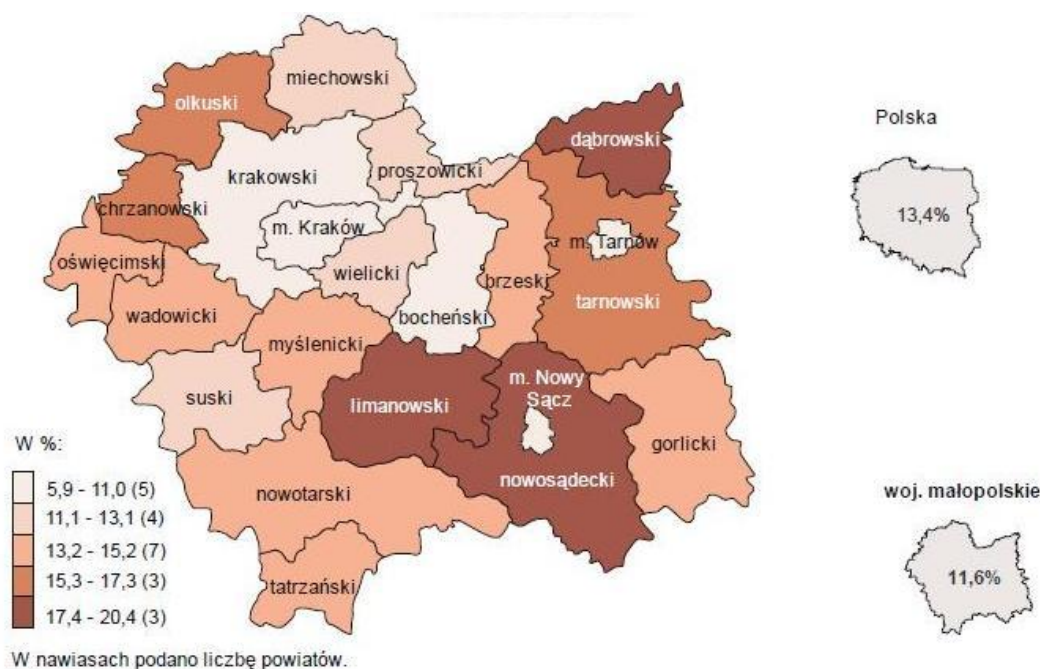 miechowski
olkuski
dąbrowski
Polska
proszowicki
krakowski
chrzanowski
13,4%
m. Kraków
m. Tarnów
oświęcimski
wielicki
brzeski
tarnowski
wadowicki
bocheński
myślenicki
m. Nowy
Sącz
suski
limanowski
gorlicki
W %:
nowosądecki
nowotarski
5,9 - 11,0 (5)
11,1 - 13,1 (4)
13,2 - 15,2 (7)
15,3 - 17,3 (3)
17,4 - 20,4 (3)
woj. małopolskie
11,6%
tatrzański
W nawiasach podano liczbę powiatów.